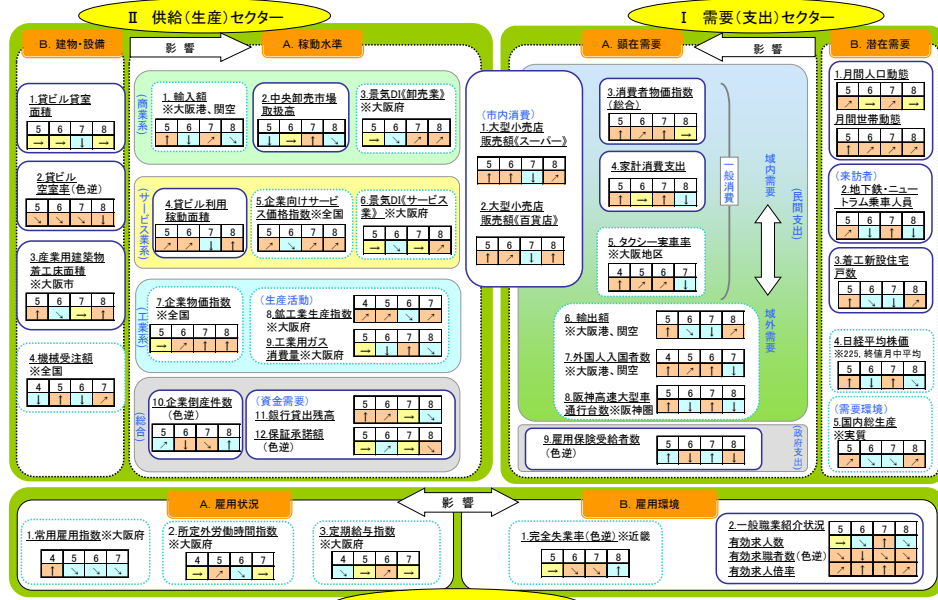 Ⅱ 供給(生産)セクター
B. 建物・設備
影 響
A. 稼動水準
1.貸ビル貸室
面積
5 6 7 8
→ → ↓ →
2.貸ビル
空室率(色逆)
5 6 7 8
↘ ↘ ↘ ↓
3.産業用建築物
着工床面積
※大阪市
5 6 7 8
↑ ↘ → ↑
4.機械受注額
※全国
4 5 6 7
↓ ↑ ↓ ↗
(商業系)
1. 輸入額
※大阪港、関空
5 6 7 8
↑ ↓ ↗ ↘
2.中央卸売市場
取扱高
5 6 7 8
↓ → ↑ ↘
3.景気DI《卸売業》
※大阪府
5 6 7 8
→ ↘ ↗ ↗
(サービス業系)
4.貸ビル利用
稼動面積
5 6 7 8
↗ ↗ ↓ ↑
5.企業向けサービ
ス価格指数※全国
5 6 7 8
↗ ↘ ↗ ↗
6.景気DI《サービス
業》 ※大阪府
5 6 7 8
→ ↘ → ↗
(工業系)
7.企業物価指数
※全国
5 6 7 8
→ ↗ ↑ ↑
(生産活動)
8.鉱工業生産指数
※大阪府
9.工業用ガス
消費量※大阪府
4 5 6 7
↗ ↗ ↘ ↗
→ ↓ ↑ ↘
(総合)
10.企業倒産件数
(色逆)
5 6 7 8
↗ ↓ ↘ ↑
(資金需要)
11.銀行貸出残高
4 5 6 7
↑ ↗ → ↘
12.保証承諾額
(色逆)
5 6 7 8
→ ↗ → ↘
Ⅰ 需要(支出)セクター
A. 顕在需要
影 響
B. 潜在需要
(市内消費)
1.大型小売店
販売額《スーパー》
5 6 7 8
↑ ↑ ↓ ↗
2.大型小売店
販売額《百貨店》
5 6 7 8
↑ ↗ ↓ ↑
3.消費者物価指数
(総合)
5 6 7 8
↑ ↗ ↑ →
4.家計消費支出
5 6 7 8
↗ → ↑ ↓
5. タクシー実車率
※大阪地区
4 5 6 7
↑ ↗ ↗ ↓
一般消費
域内需要
(民間支出)
域外需要
6. 輸出額
※大阪港、関空
5 6 7 8
↑ ↘ ↓ ↗
7.外国人入国者数
※大阪港、関空
4 5 6 7
↑ ↗ ↑ ↓
8.阪神高速大型車
通行台数※阪神圏
5 6 7 8
↑ ↓ ↑ ↓
9.雇用保険受給者数
(色逆)
5 6 7 8
↑ ↓ ↑ ↓
(政府支出)
1.月間人口動態
5 6 7 8
↗ → ↗ →
月間世帯動態
5 6 7 8
↗ ↑ ↗ ↑
(来訪者)
2.地下鉄・ニュー
トラム乗車人員
5 6 7 8
↗ ↓ ↑ ↓
3.着工新設住宅
戸数
5 6 7 8
↑ ↘ ↓ ↗
4.日経平均株価
※225、終値月中平均
5 6 7 8
↓ ↑ ↑ ↘
(需要環境)
5.国内総生産
※実質
5 6 7 8
↗ ↘ ↘ ↗
A. 雇用状況
影 響
B. 雇用環境
1.常用雇用指数※大阪府
4 5 6 7
↑ ↘ ↘ ↘
2.所定外労働時間指数
※大阪府
4 5 6 7
→ ↗ ↘ →
3.定期給与指数
※大阪府
4 5 6 7
↘ → ↗ →
1.完全失業率(色逆)※近畿
5 6 7 8
→ ↘ ↘ ↑
2.一般職業紹介状況
有効求人数
有効求職者数(色逆)
有効求人倍率
5 6 7 8
→ ↘ ↑ ↘
↘ ↓ ↘ ↘
↗ ↑ ↑ ↗